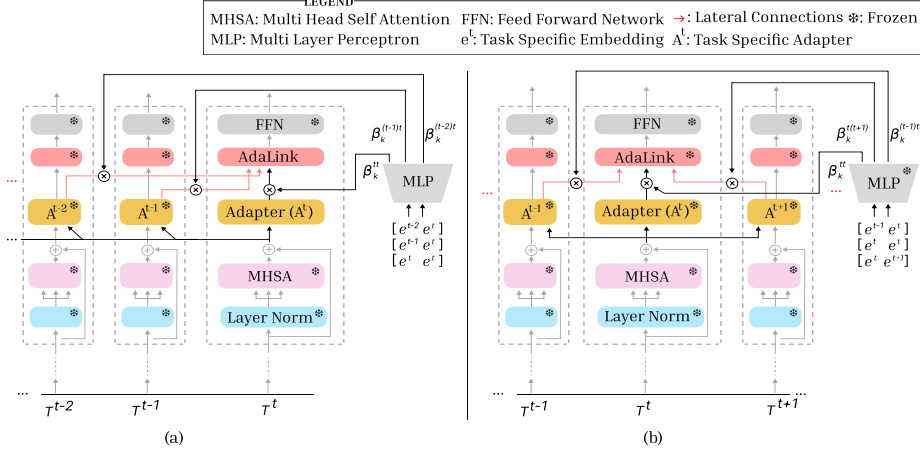 LEGEND
MHSA: Multi Head Self Attention FFN: Feed Forward Network →: Lateral Connections ❄: Frozen
MLP: Multi Layer Perceptron e^t: Task Specific Embedding A^t: Task Specific Adapter
FFN
AdaLink
A^{t-2}
A^{t-1}
Adapter (A^t)
MHSA
Layer Norm
β_k^{(t-1)t}
β_k^{(t-2)t}
β_k^{tt}
MLP
[e^{t-2} e^t]
[e^{t-1} e^t]
[e^t e^t]
...
...
... T^{t-2} T^{t-1} T^t
(a)
FFN
AdaLink
A^{t-1}
Adapter (A^t)
A^{t+1}
MHSA
Layer Norm
β_k^{t(t+1)}
β_k^{(t-1)t}
β_k^{tt}
MLP
[e^{t-1} e^t]
[e^t e^t]
[e^t e^{t+1}]
...
...
... T^{t-1} T^t T^{t+1} ...
(b)